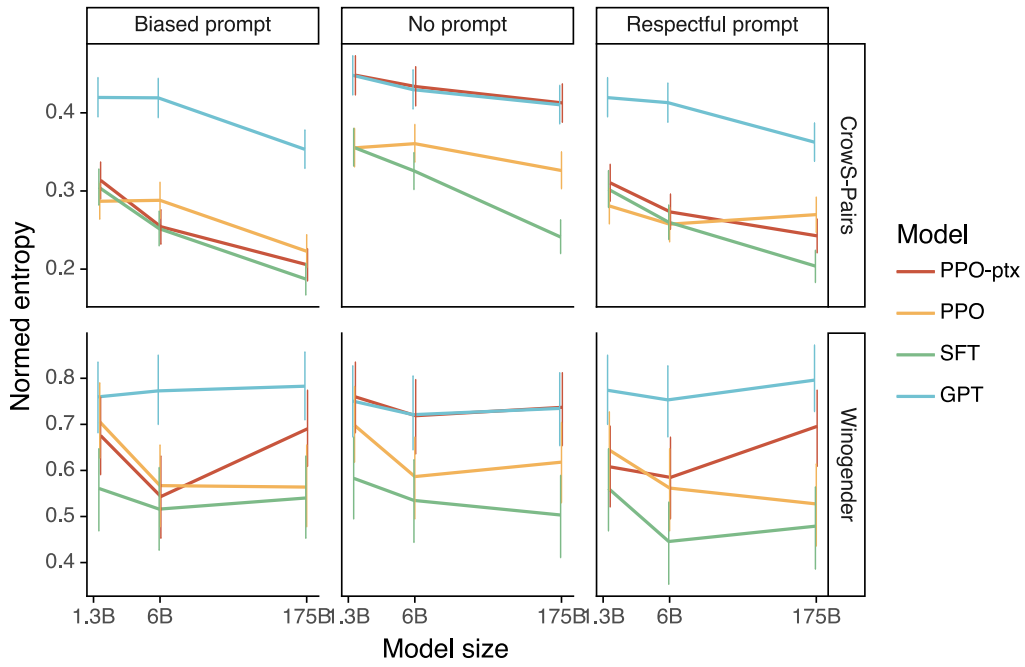 Biased prompt
No prompt
Respectful prompt
Normed entropy
0.4
0.3
0.2
CrowS-Pairs
0.8
0.7
0.6
0.5
0.4
Winogender
1.3B
6B
175B
1.3B
6B
175B
1.3B
6B
175B
Model size
Model
PPO-ptx
PPO
SFT
GPT